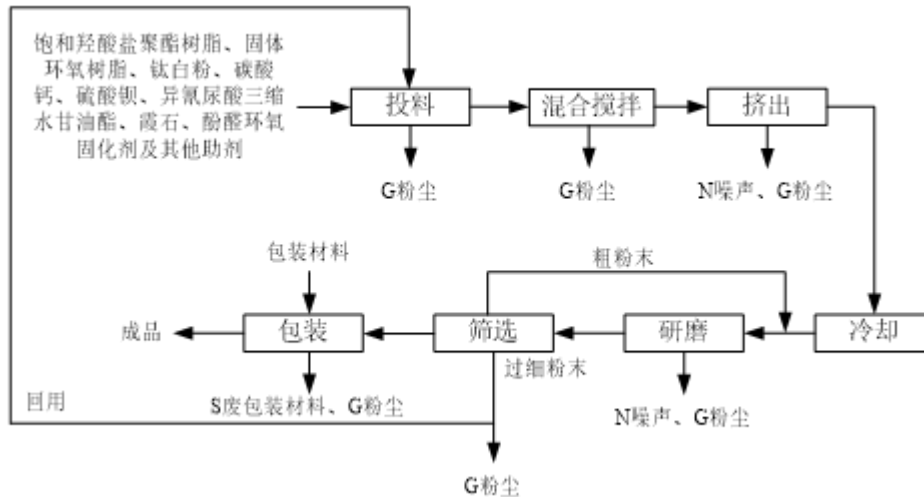 饱和羟酸盐聚酯树脂、固体
环氧树脂、钛白粉、碳酸
钙、硫酸钡、异氰尿酸三缩
水甘油酯、霞石、酚醛环氧
固化剂及其他助剂
投料
混合搅拌
挤出
G粉尘
G粉尘
N噪声、G粉尘
包装材料
粗粉末
成品
包装
筛选
研磨
冷却
过细粉末
回用
S废包装材料、G粉尘
N噪声、G粉尘
G粉尘